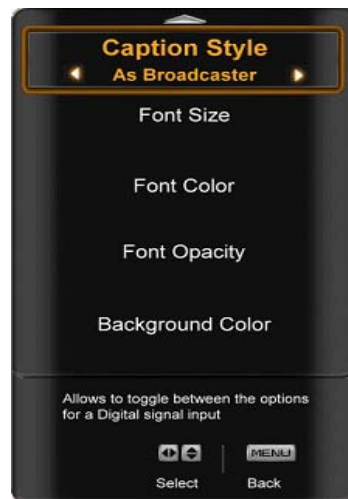 Caption Style
As Broadcaster
Font Size
Font Color
Font Opacity
Background Color
Allows to toggle between the options
for a Digital signal input
MENU
Select Back